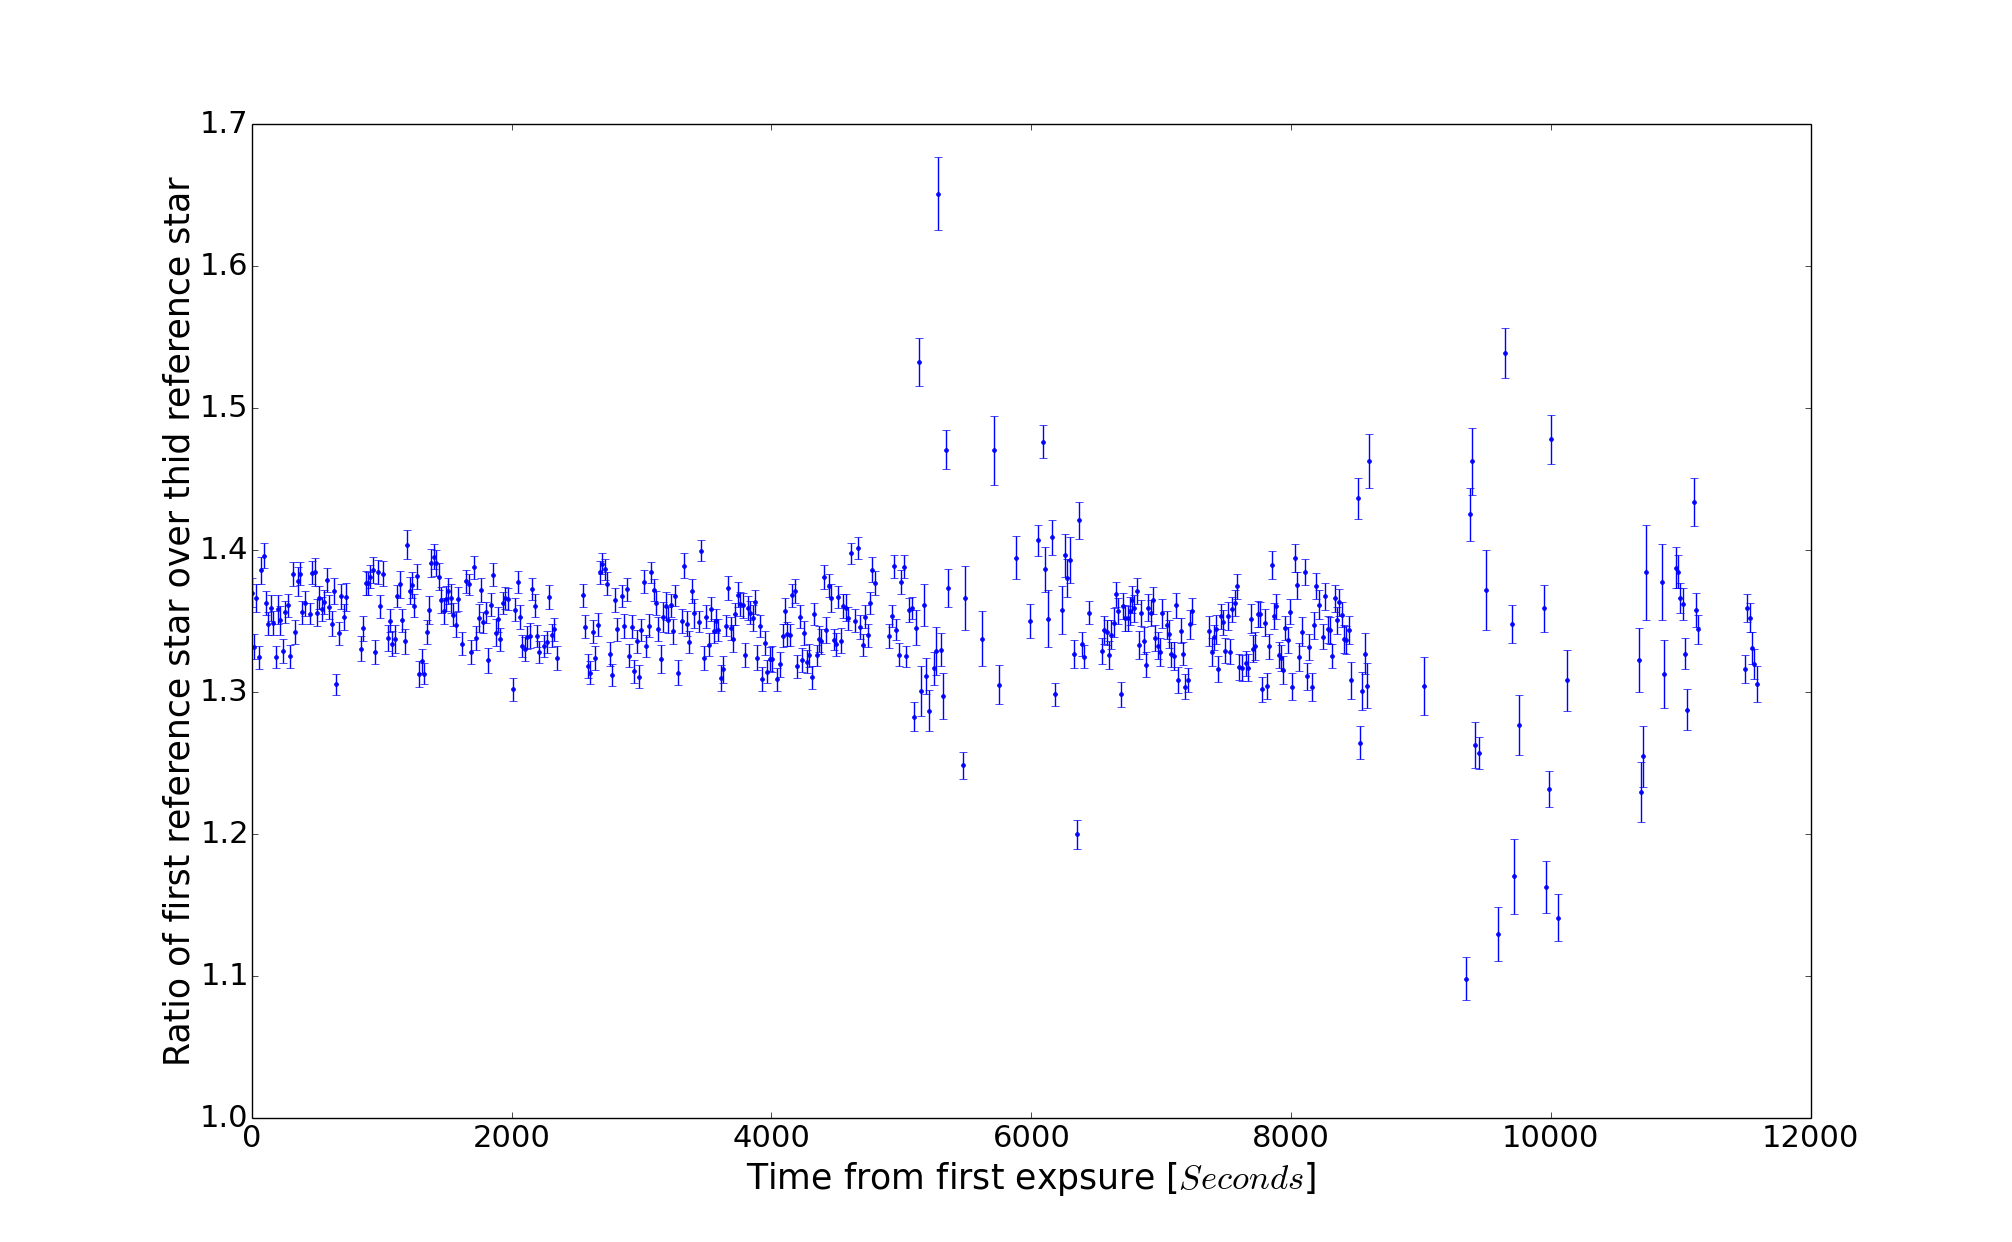 1.7
1.6
1.5
1.4
1.3
1.2
1.1
1.0
Ratio of first reference star over thid reference star
0 2000 4000 6000 8000 10000 12000
Time from first expsure [Seconds]